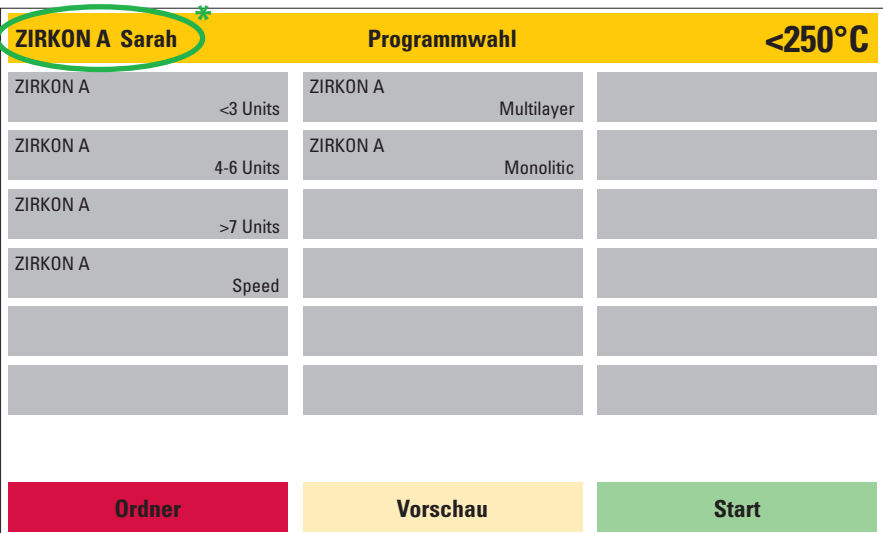 *
ZIRKON A Sarah
Programmwahl
<250°C
ZIRKON A
<3 Units
ZIRKON A
Multilayer
ZIRKON A
4-6 Units
ZIRKON A
Monolitic
ZIRKON A
>7 Units
ZIRKON A
Speed
Ordner
Vorschau
Start